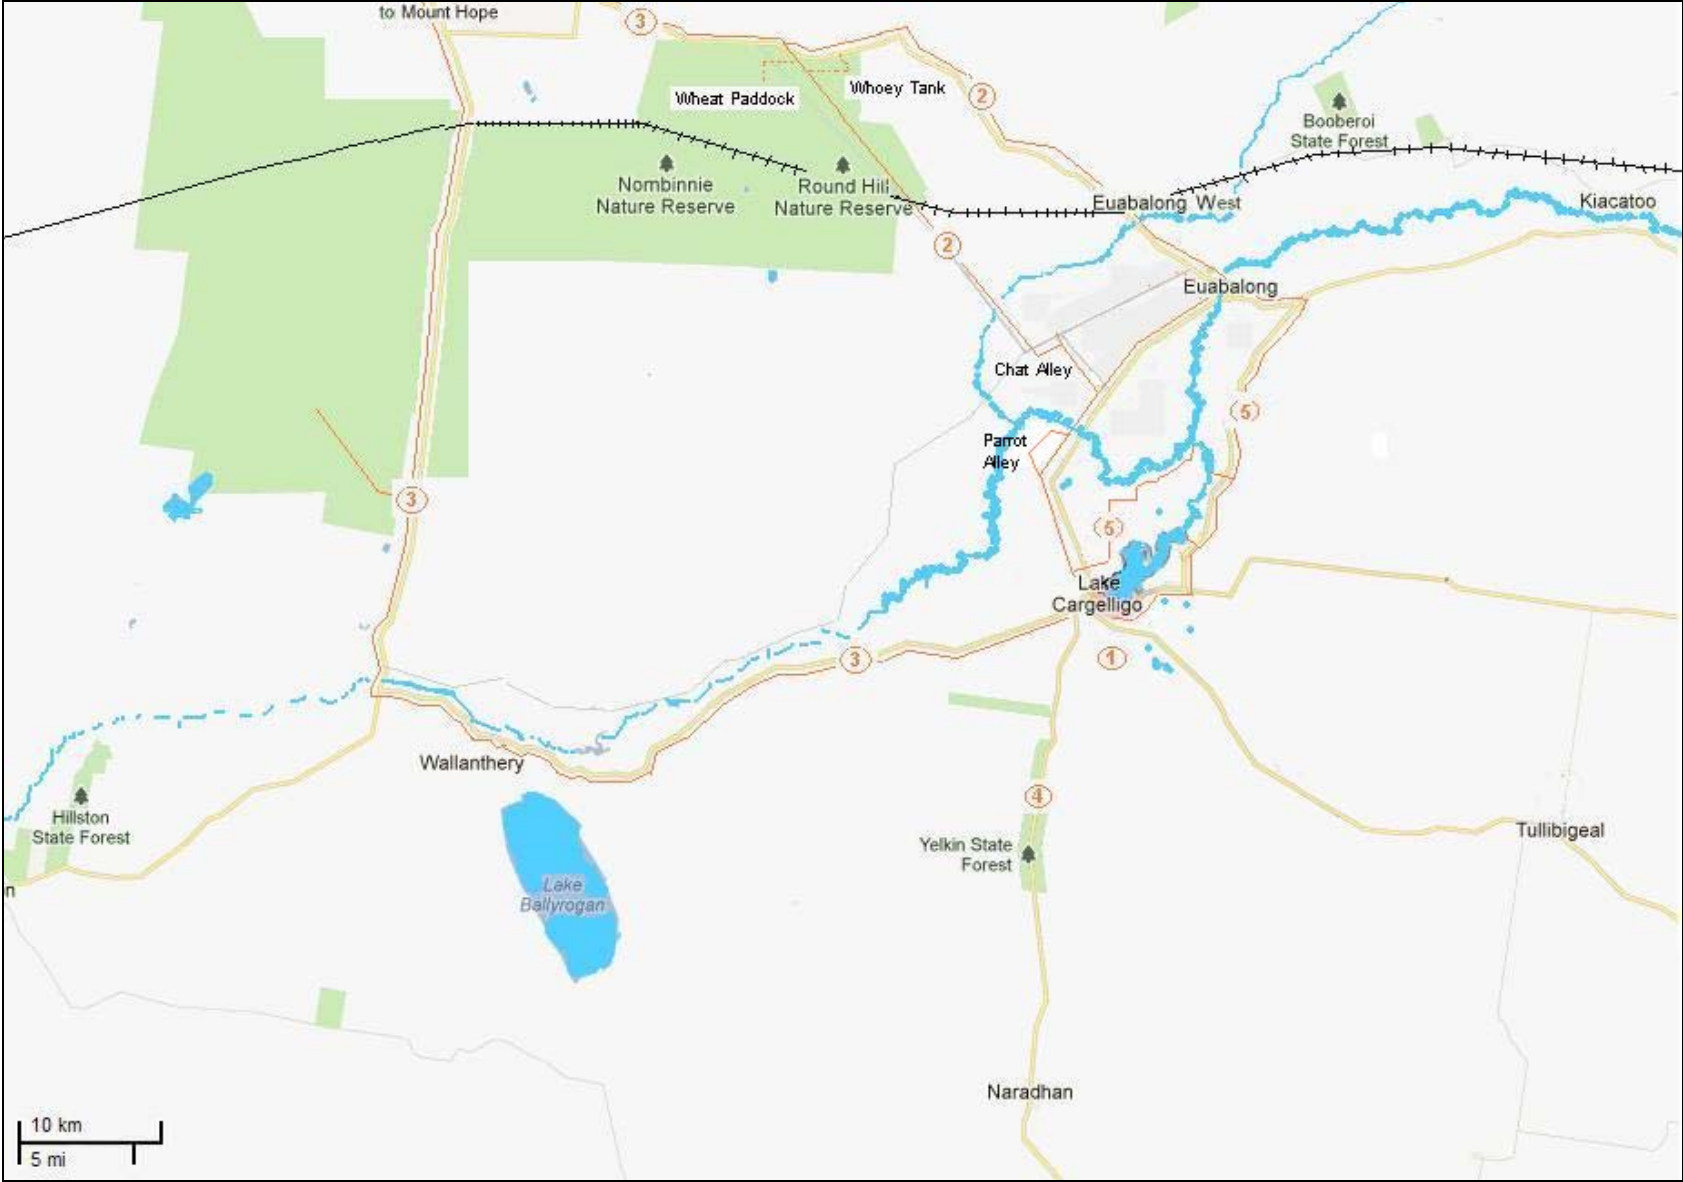 to Mount Hope
3
Whoey Tank
Wheat Paddock
2
Booberoi
State Forest
Nombinnie
Nature Reserve
Round Hill
Nature Reserve
Euabalong West
Kiacatoo
2
Euabalong
Chat Alley
5
Parrot
Alley
3
5
Lake
Cargelligo
3
1
Wallanthery
4
Hillston
State Forest
Tullibigeal
Yelkin State
Forest
n
Lake
Ballyrogan
Naradhan
10 km
5 mi